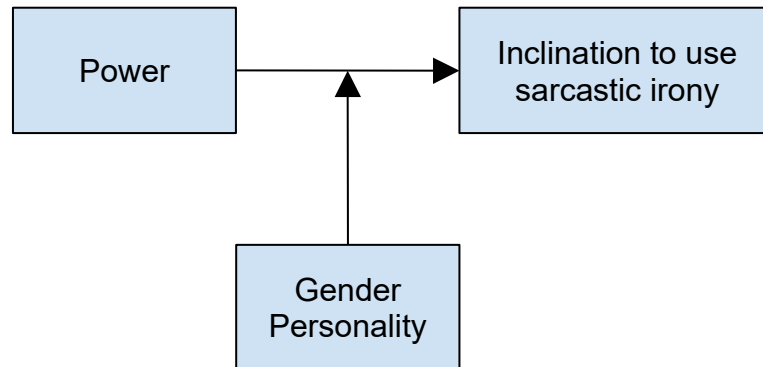 Power
Inclination to use
sarcastic irony
Gender
Personality